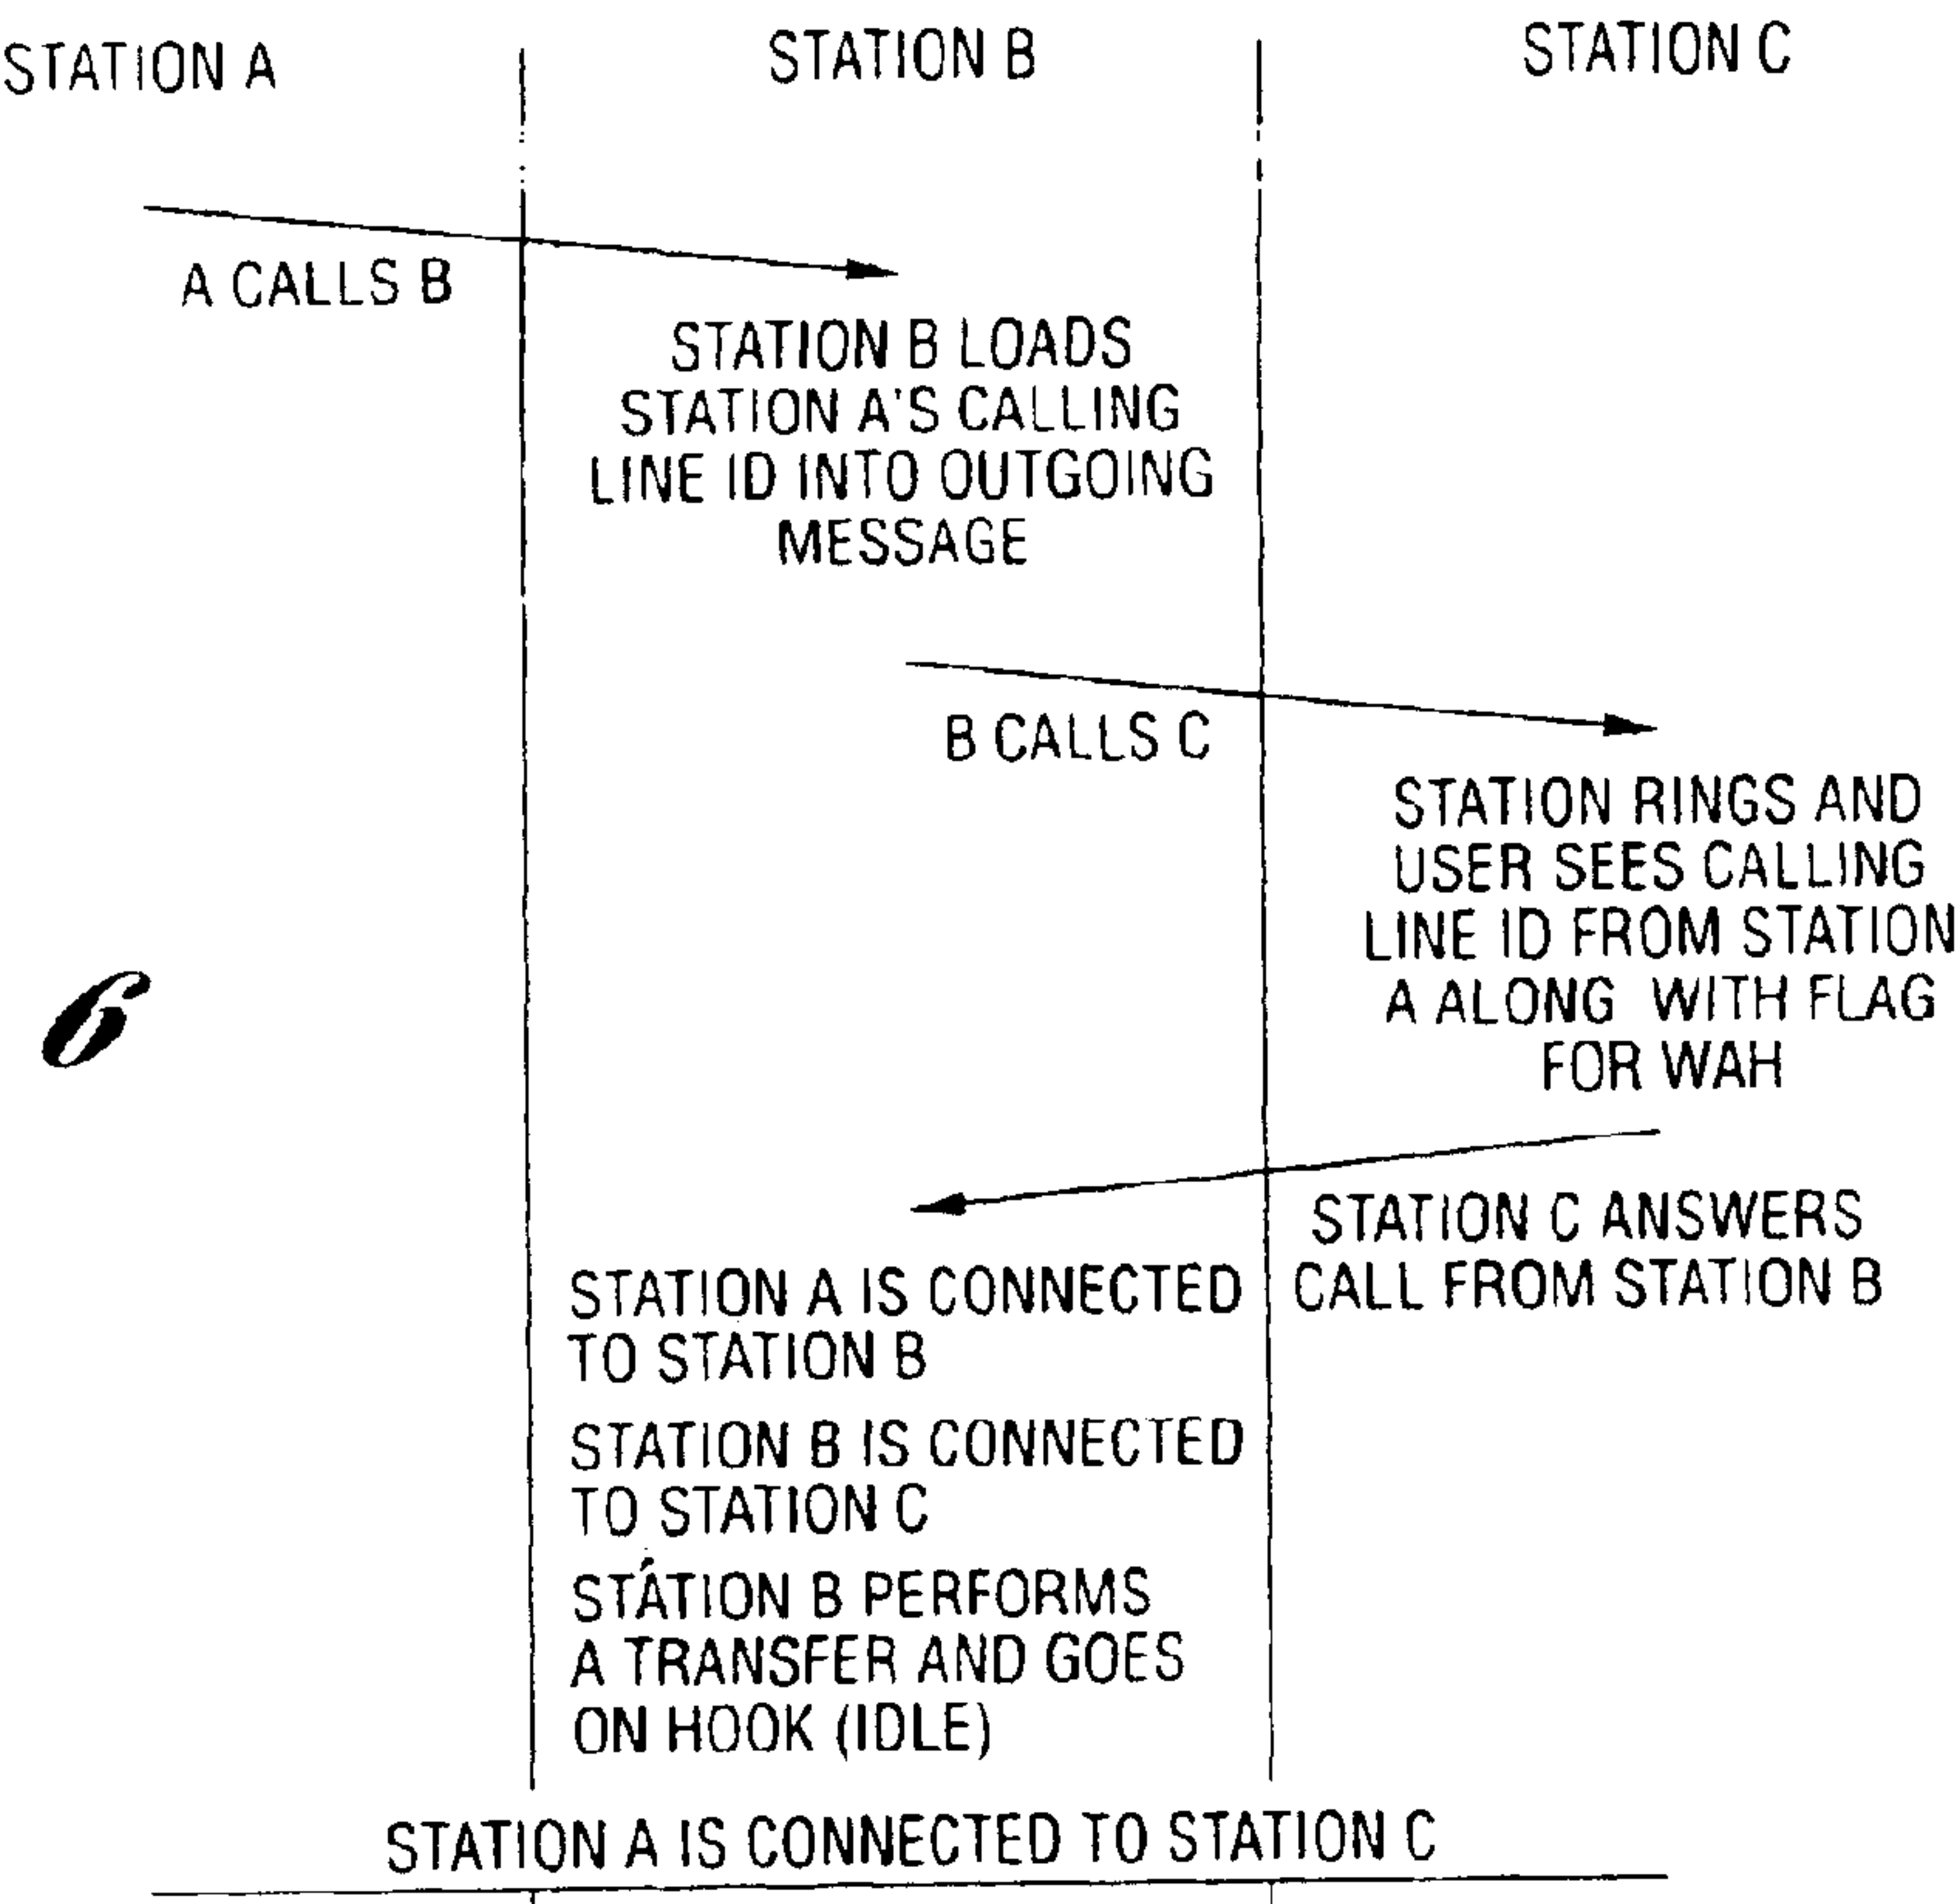 STATION A
STATION B
STATION C
A CALLS B
STATION B LOADS
STATION A'S CALLING
LINE ID INTO OUTGOING
MESSAGE
B CALLS C
STATION RINGS AND
USER SEES CALLING
LINE ID FROM STATION
A ALONG WITH FLAG
FOR WAH
6
STATION C ANSWERS
CALL FROM STATION B
STATION A IS CONNECTED
TO STATION B
STATION B IS CONNECTED
TO STATION C
STATION B PERFORMS
A TRANSFER AND GOES
ON HOOK (IDLE)
STATION A IS CONNECTED TO STATION C